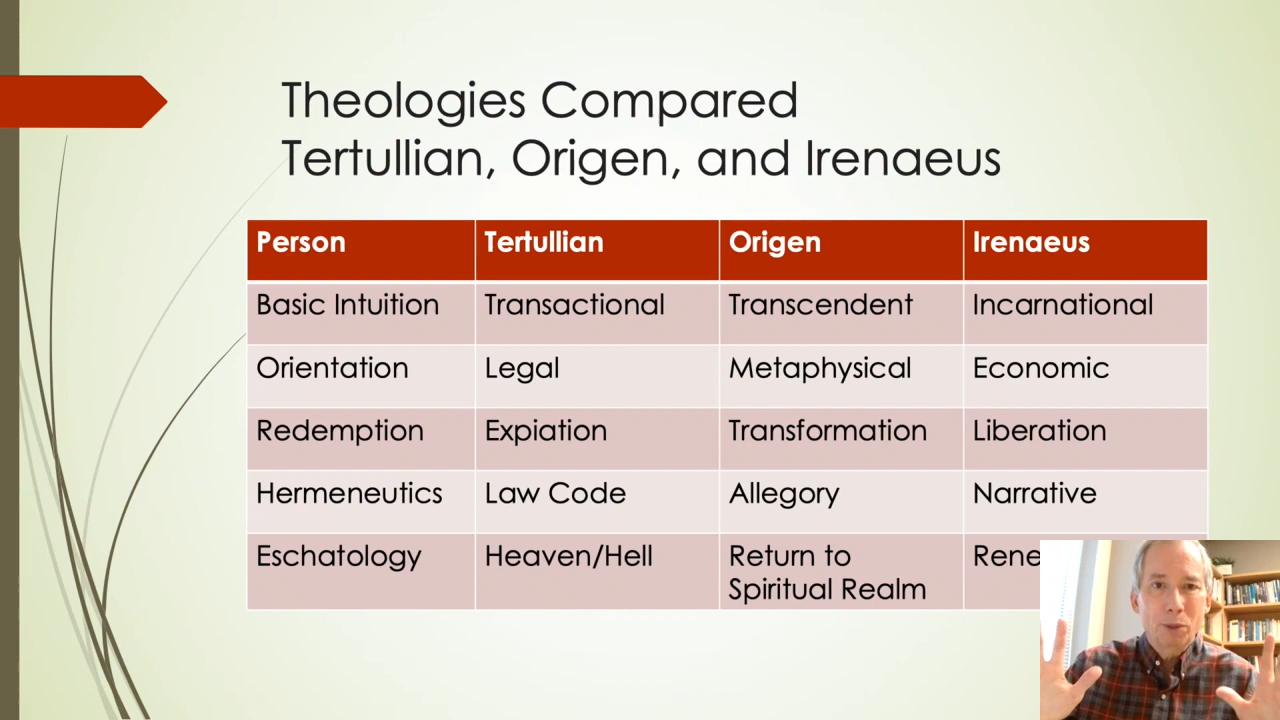 Theologies Compared
Tertullian, Origen, and Irenaeus
Person Tertullian Origen Irenaeus
Basic Intuition Transactional Transcendent Incarnational
Orientation Legal Metaphysical Economic
Redemption Expiation Transformation Liberation
Hermeneutics Law Code Allegory Narrative
Eschatology Heaven/Hell Return to
Spiritual Realm